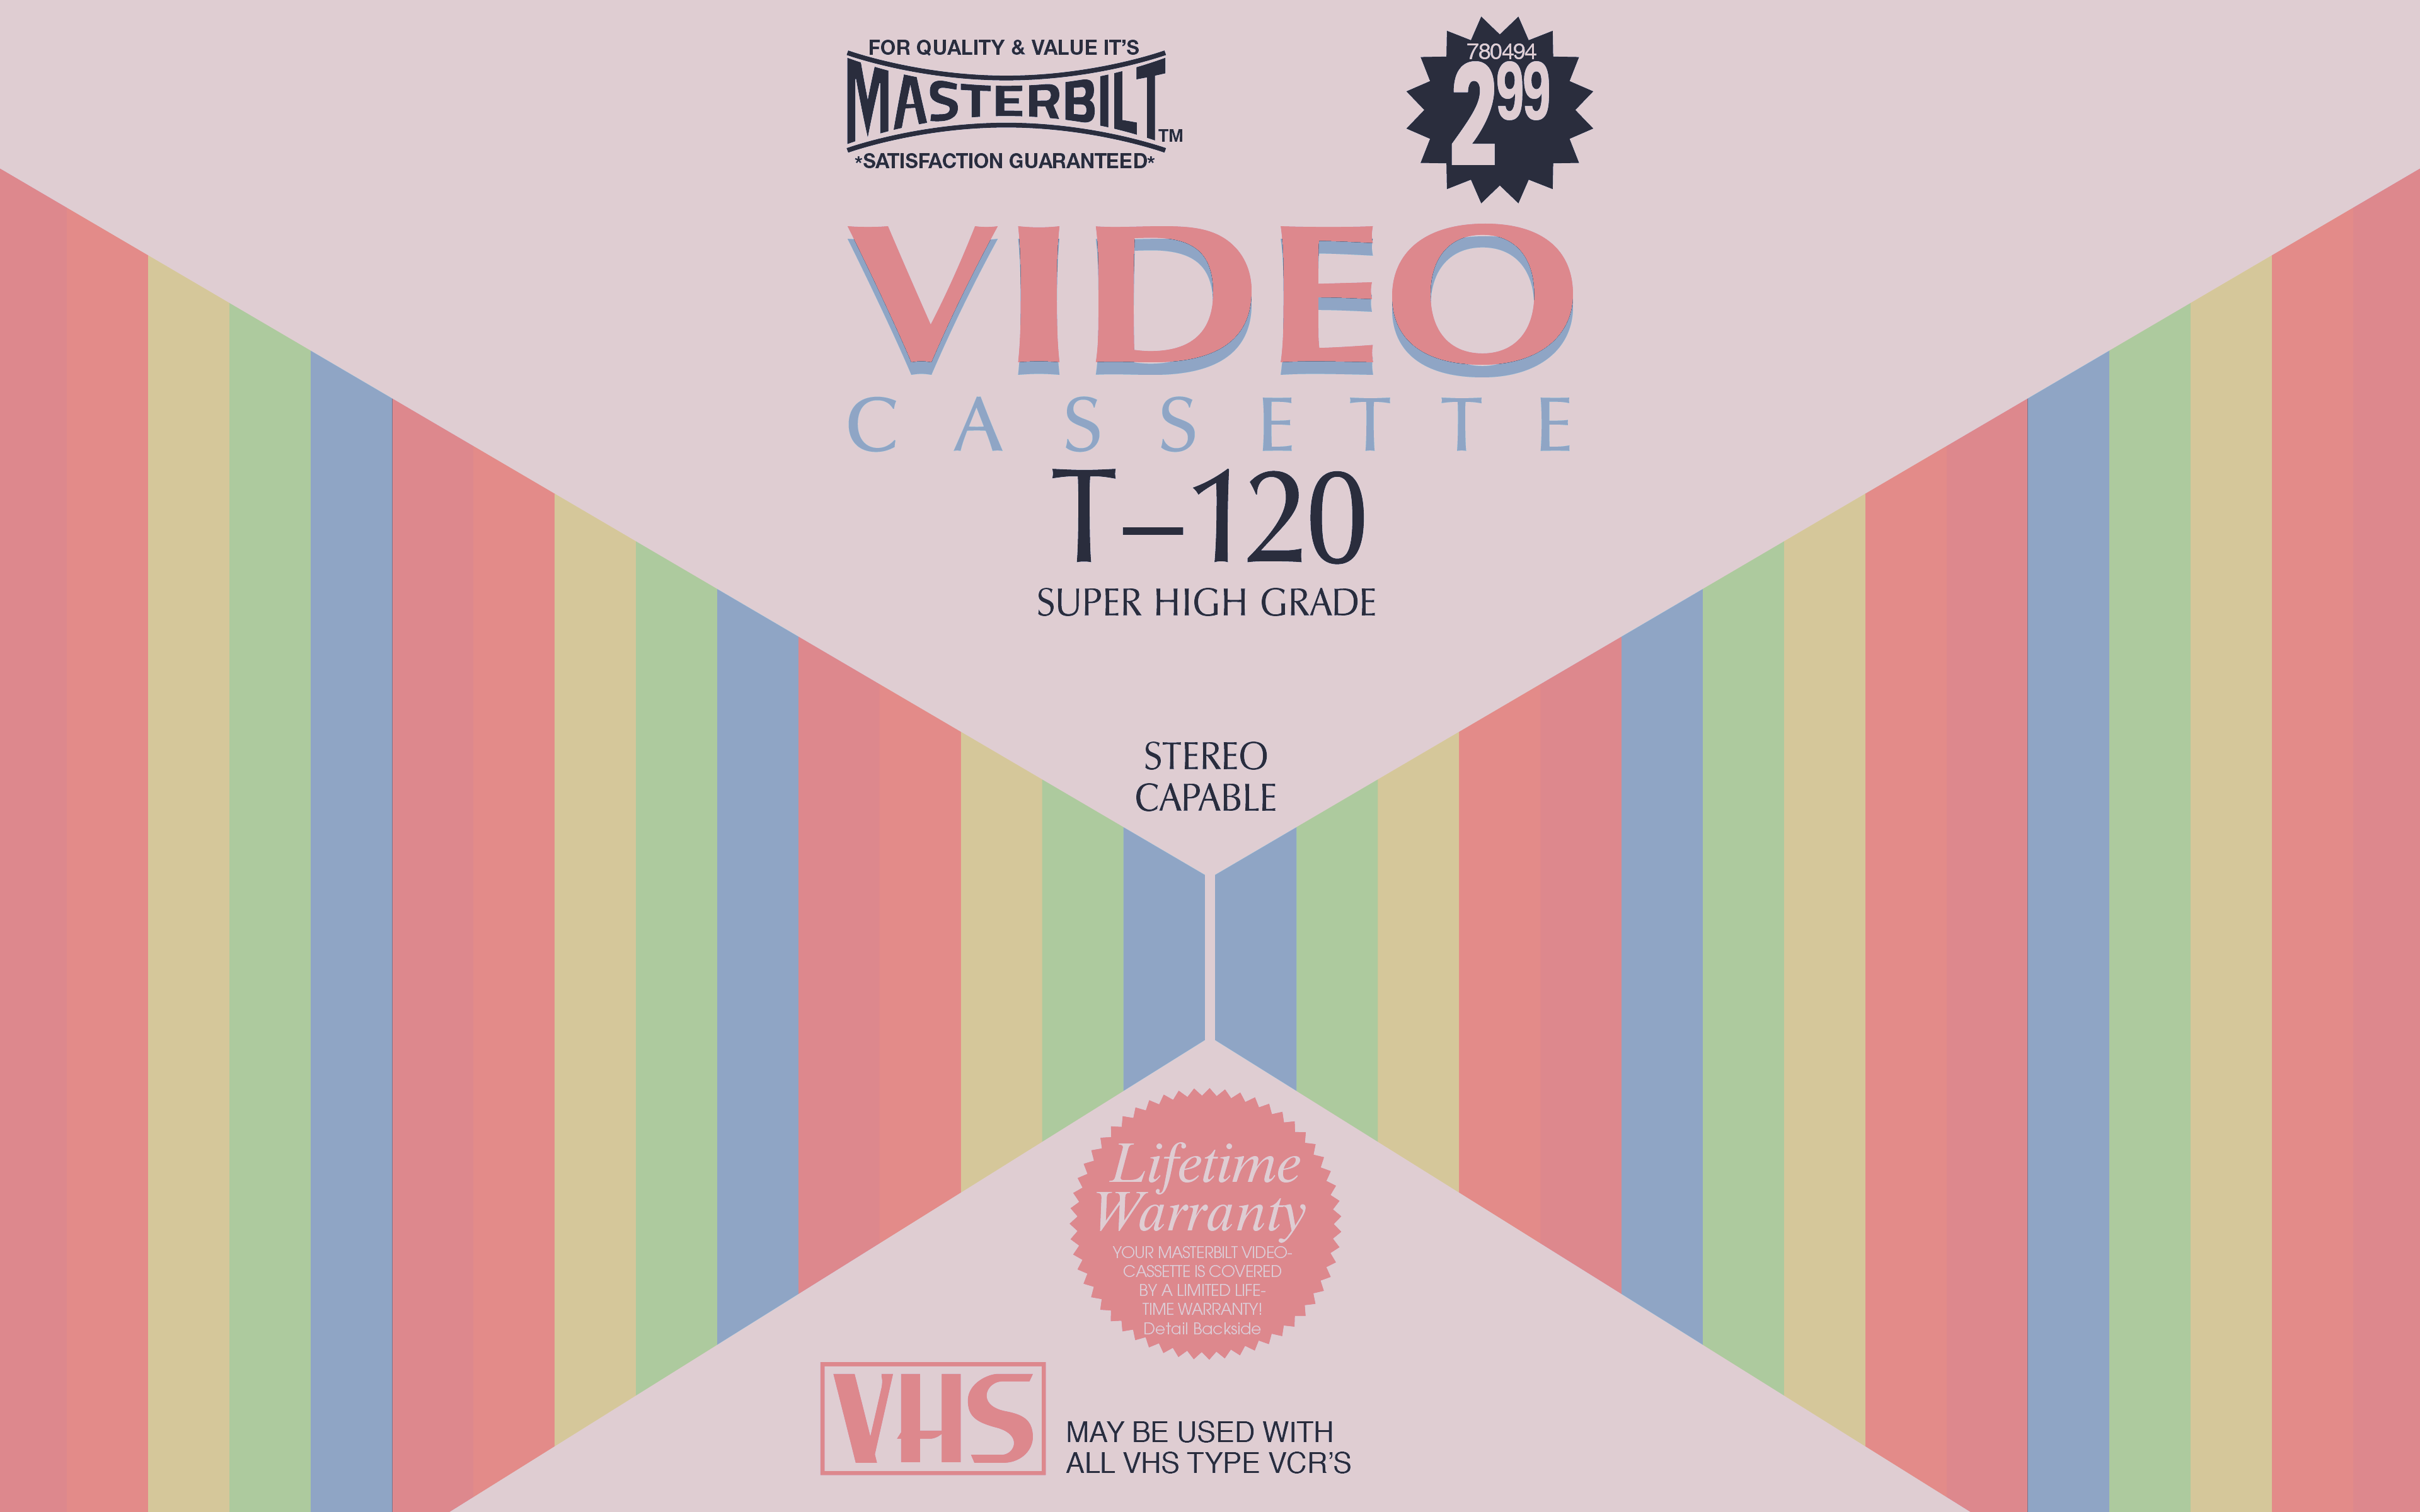 FOR QUALITY & VALUE IT'S
MASTERBILT™
*SATISFACTION GUARANTEED*
780494
2⁹⁹
VIDEO
CASSETTE
T–120
SUPER HIGH GRADE
STEREO
CAPABLE
Lifetime
Warranty
YOUR MASTERBILT VIDEO-
CASSETTE IS COVERED
BY A LIMITED LIFE-
TIME WARRANTY!
Detail Backside
VHS
MAY BE USED WITH
ALL VHS TYPE VCR'S